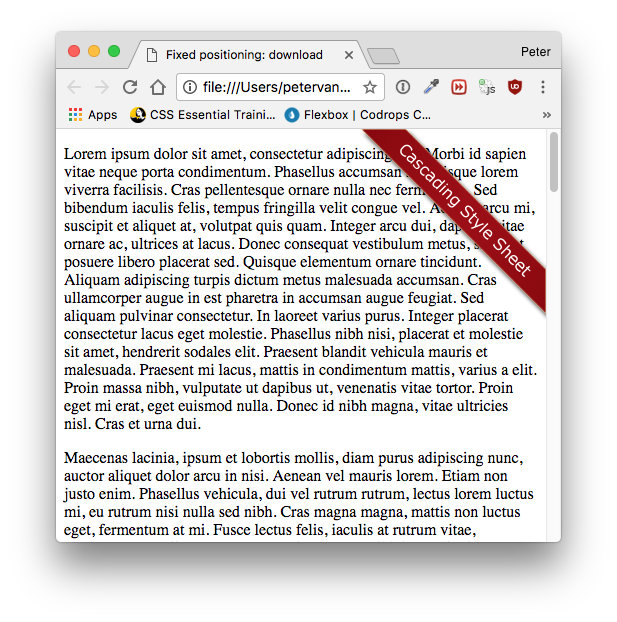 Fixed positioning: download
Peter
file:///Users/petervan...
js
UD
Apps
CSS Essential Traini...
Flexbox | Codrops C...
»
Cascading Style Sheet
Lorem ipsum dolor sit amet, consectetur adipiscing Morbi id sapien
vitae neque porta condimentum. Phasellus accumsan isque lorem
viverra facilisis. Cras pellentesque ornare nulla nec ferm Sed
bibendum iaculis felis, tempus fringilla velit congue vel. A arcu mi,
suscipit et aliquet at, volutpat quis quam. Integer arcu dui, dap itae
ornare ac, ultrices at lacus. Donec consequat vestibulum metus, s et
posuere libero placerat sed. Quisque elementum ornare tincidunt.
Aliquam adipiscing turpis dictum metus malesuada accumsan. Cras
ullamcorper augue in est pharetra in accumsan augue feugiat. Sed
aliquam pulvinar consectetur. In laoreet varius purus. Integer placerat
consectetur lacus eget molestie. Phasellus nibh nisi, placerat et molestie
sit amet, hendrerit sodales elit. Praesent blandit vehicula mauris et
malesuada. Praesent mi lacus, mattis in condimentum mattis, varius a elit.
Proin massa nibh, vulputate ut dapibus ut, venenatis vitae tortor. Proin
eget mi erat, eget euismod nulla. Donec id nibh magna, vitae ultricies
nisl. Cras et urna dui.
Maecenas lacinia, ipsum et lobortis mollis, diam purus adipiscing nunc,
auctor aliquet dolor arcu in nisi. Aenean vel mauris lorem. Etiam non
justo enim. Phasellus vehicula, dui vel rutrum rutrum, lectus lorem luctus
mi, eu rutrum nisi nulla sed nibh. Cras magna magna, mattis non luctus
eget, fermentum at mi. Fusce lectus felis, iaculis at rutrum vitae,